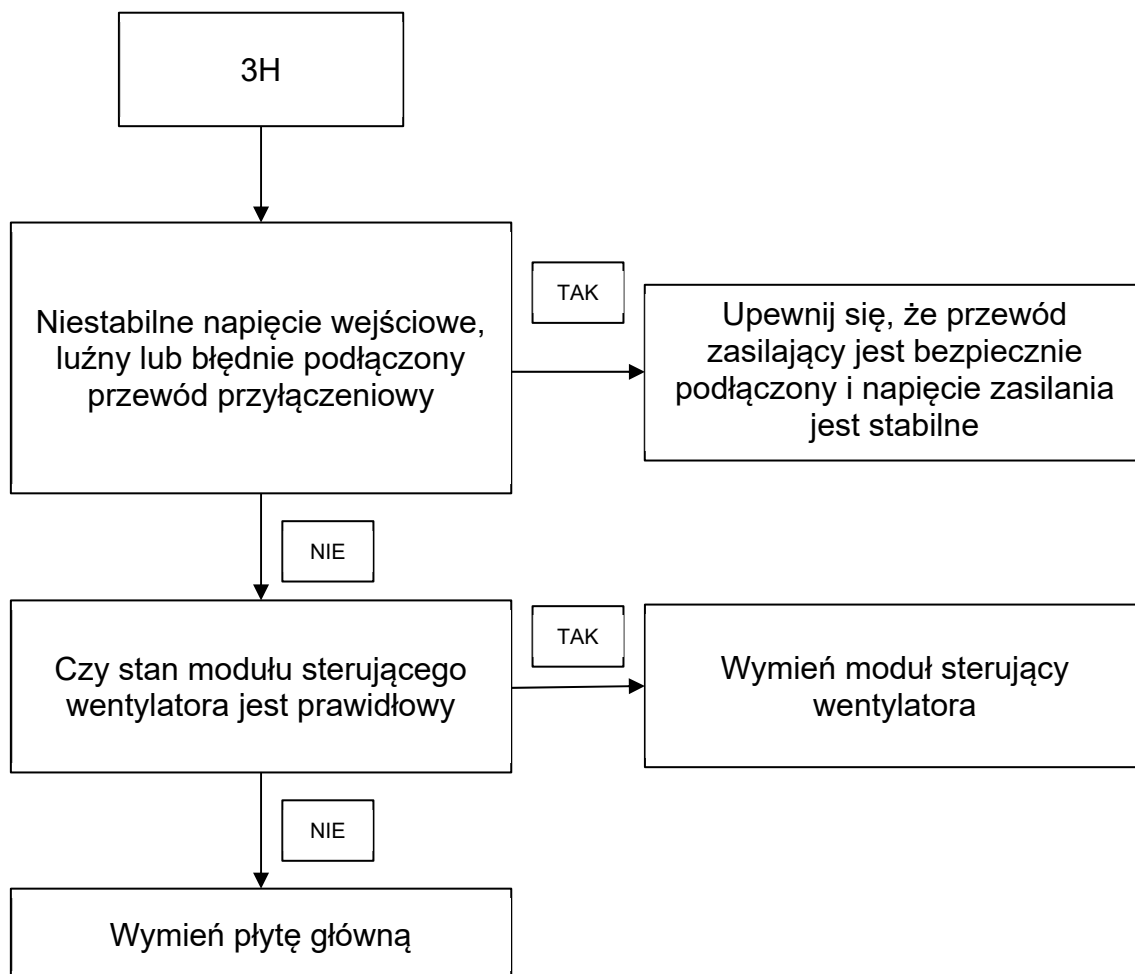 3H
Niestabilne napięcie wejściowe,
luźny lub błędnie podłączony
przewód przyłączeniowy
TAK
Upewnij się, że przewód
zasilający jest bezpiecznie
podłączony i napięcie zasilania
jest stabilne
NIE
Czy stan modułu sterującego
wentylatora jest prawidłowy
TAK
Wymień moduł sterujący
wentylatora
NIE
Wymień płytę główną